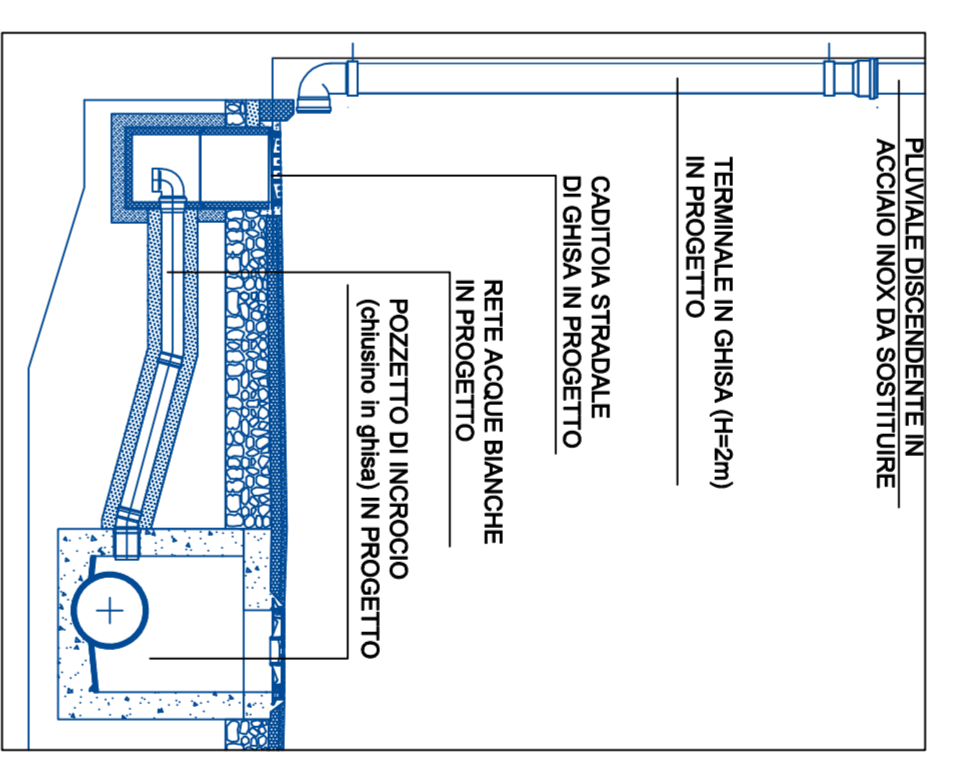 PLUVIALE DISCENDENTE IN
ACCIAIO INOX DA SOSTITUIRE
TERMINALE IN GHISA (H=2m)
IN PROGETTO
CADITOIA STRADALE
DI GHISA IN PROGETTO
RETE ACQUE BIANCHE
IN PROGETTO
POZZETTO DI INCROCIO
(chiusino in ghisa) IN PROGETTO